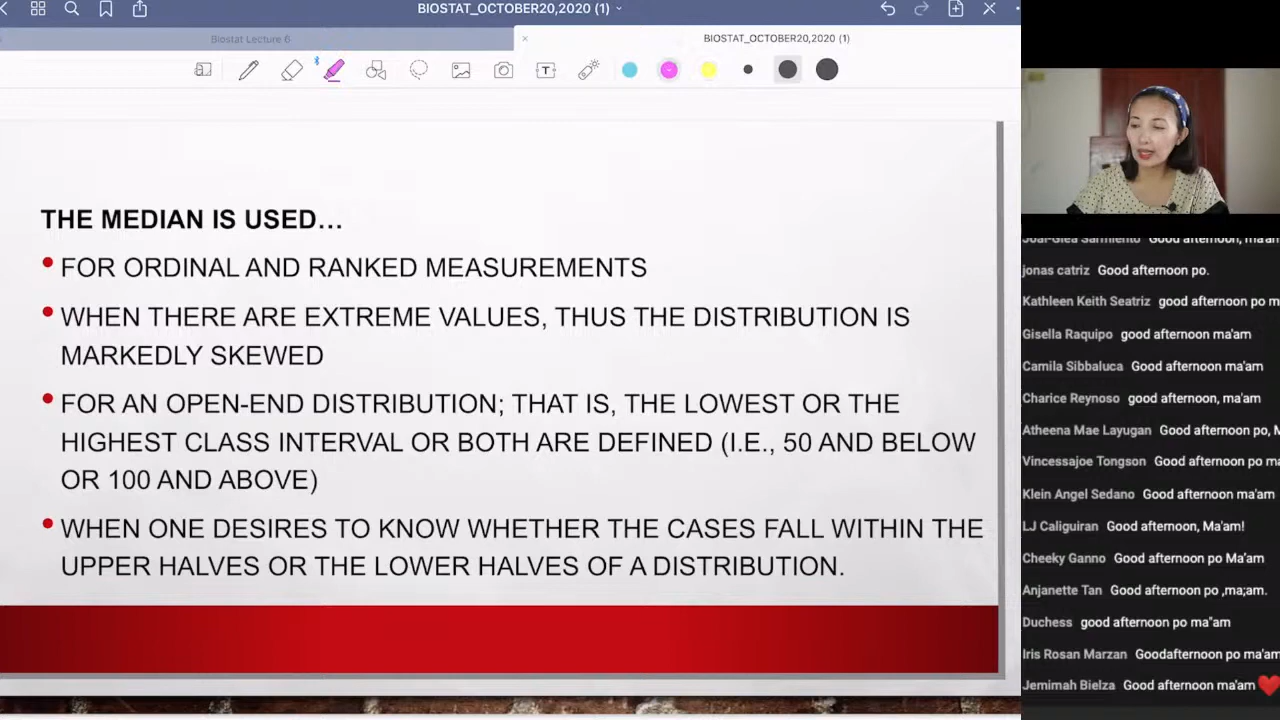 BIOSTAT_OCTOBER20,2020 (1)
Biostat Lecture 6
BIOSTAT_OCTOBER20,2020 (1)
THE MEDIAN IS USED…
• FOR ORDINAL AND RANKED MEASUREMENTS
• WHEN THERE ARE EXTREME VALUES, THUS THE DISTRIBUTION IS
MARKEDLY SKEWED
• FOR AN OPEN-END DISTRIBUTION; THAT IS, THE LOWEST OR THE
HIGHEST CLASS INTERVAL OR BOTH ARE DEFINED (I.E., 50 AND BELOW
OR 100 AND ABOVE)
• WHEN ONE DESIRES TO KNOW WHETHER THE CASES FALL WITHIN THE
UPPER HALVES OR THE LOWER HALVES OF A DISTRIBUTION.
Joal-Glea Sarmiento Good afternoon, ma'am
jonas catriz Good afternoon po.
Kathleen Keith Seatriz good afternoon po m
Gisella Raquipo good afternoon ma'am
Camila Sibbaluca Good afternoon ma'am
Charice Reynoso good afternoon, ma'am
Atheena Mae Layugan Good afternoon po, M
Vincessajoe Tongson Good afternoon po ma
Klein Angel Sedano Good afternoon ma'am
LJ Caliguiran Good afternoon, Ma'am!
Cheeky Ganno Good afternoon po Ma'am
Anjanette Tan Good afternoon po ,ma;am.
Duchess good afternoon po ma"am
Iris Rosan Marzan Goodafternoon po ma'am
Jemimah Bielza Good afternoon ma'am ❤️